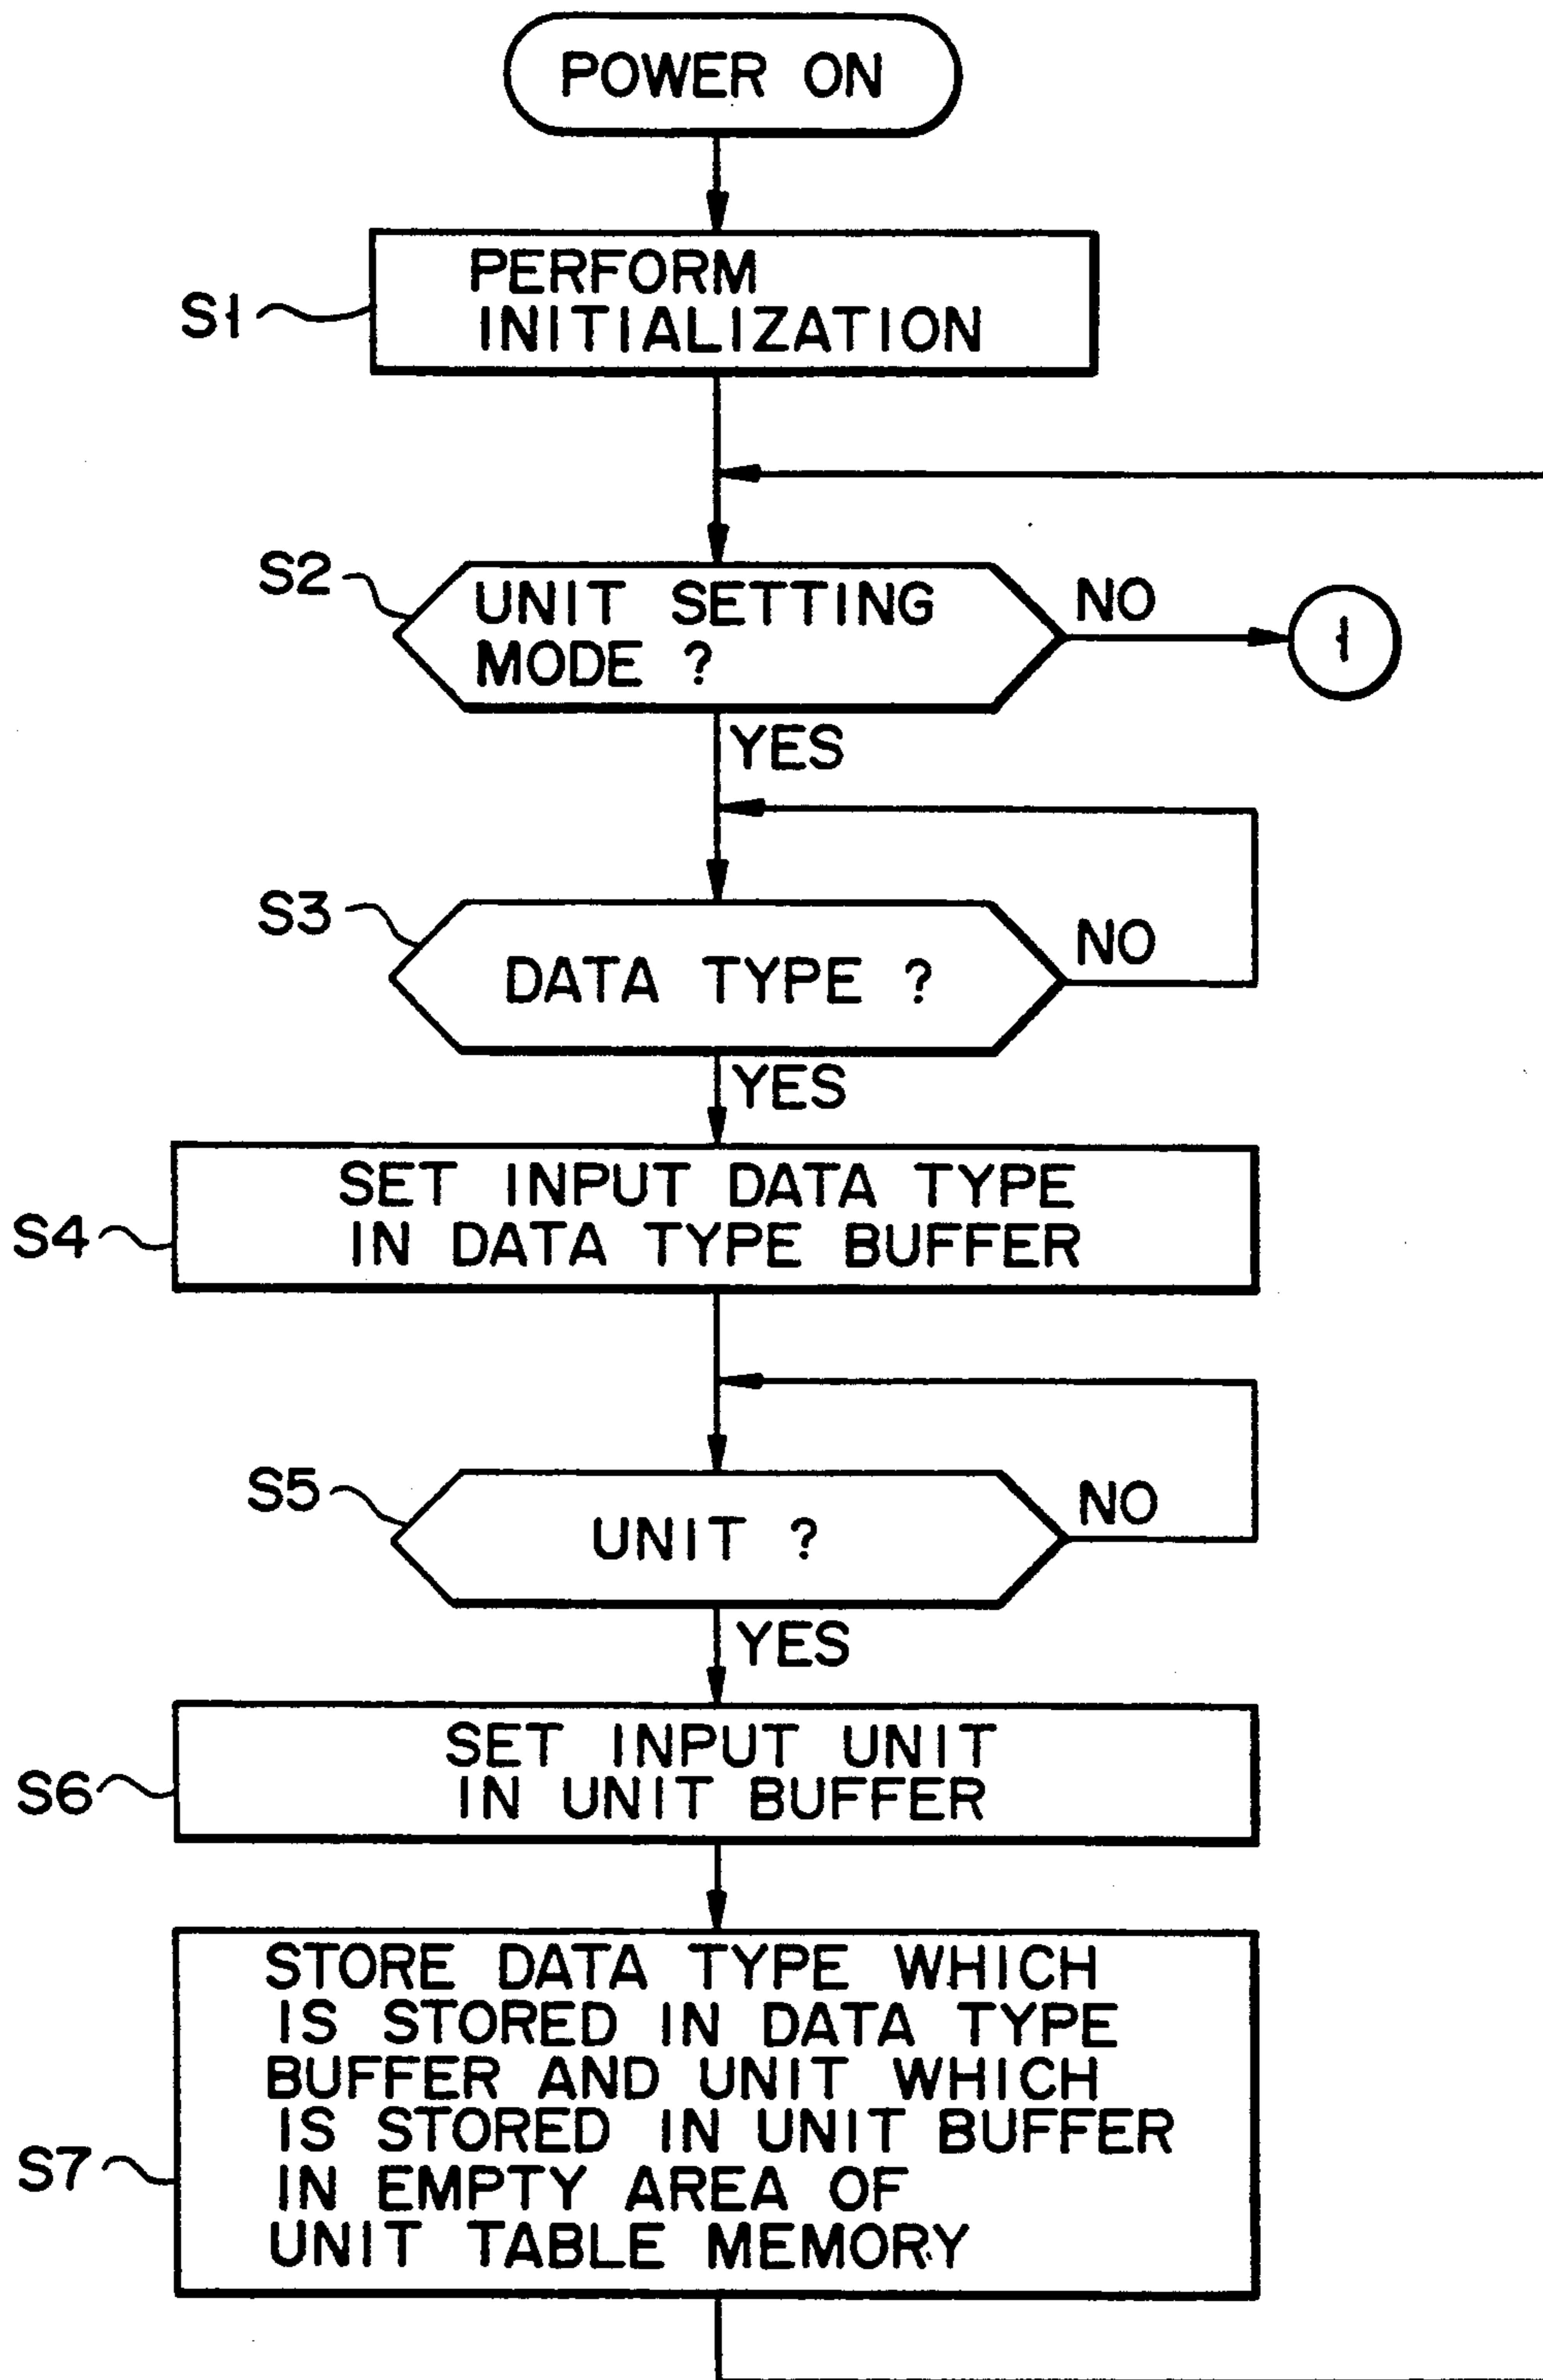 POWER ON
PERFORM
INITIALIZATION
S1
S2
UNIT SETTING
MODE ?
NO
1
YES
S3
DATA TYPE ?
NO
YES
S4
SET INPUT DATA TYPE
IN DATA TYPE BUFFER
S5
UNIT ?
NO
YES
S6
SET INPUT UNIT
IN UNIT BUFFER
S7
STORE DATA TYPE WHICH
IS STORED IN DATA TYPE
BUFFER AND UNIT WHICH
IS STORED IN UNIT BUFFER
IN EMPTY AREA OF
UNIT TABLE MEMORY